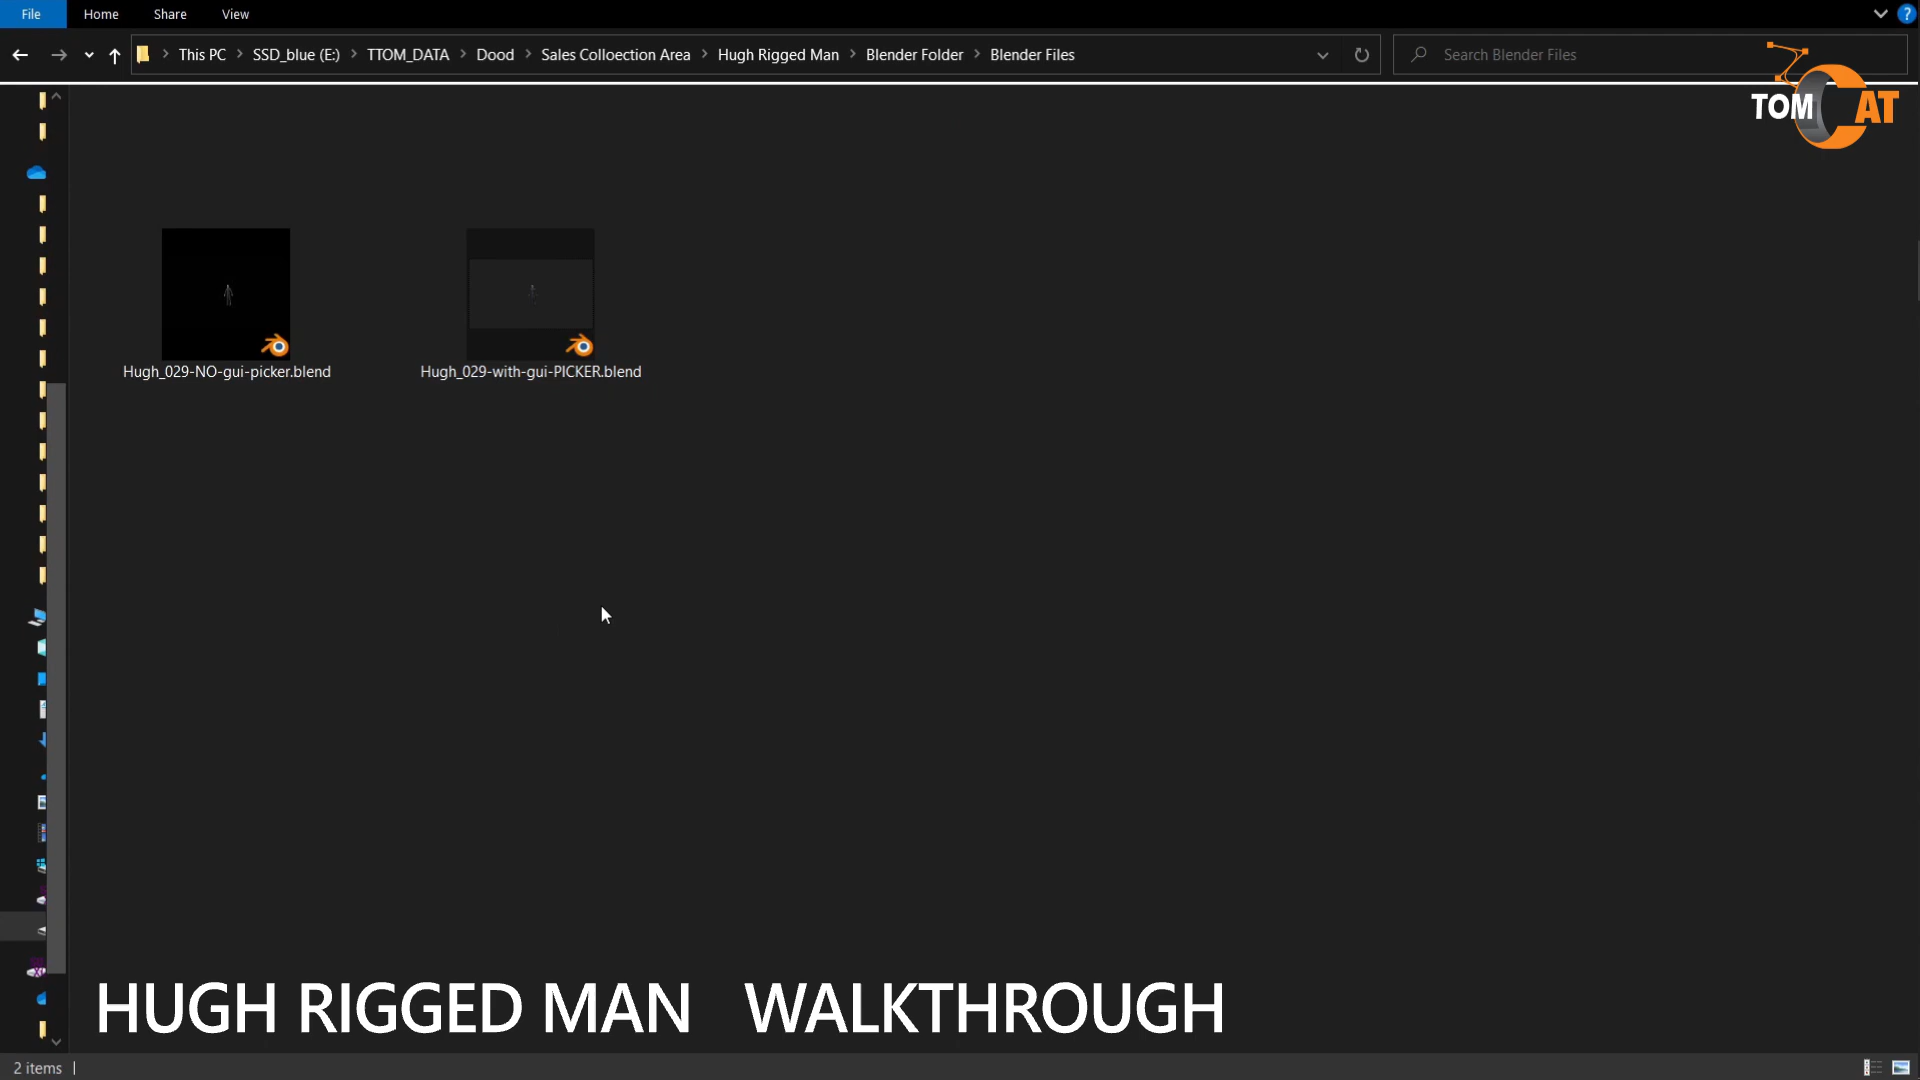 File Home Share View
This PC SSD_blue (E:) TTOM_DATA Dood Sales Colloection Area Hugh Rigged Man Blender Folder Blender Files
Search Blender Files
TOMCAT
Hugh_029-NO-gui-picker.blend
Hugh_029-with-gui-PICKER.blend
HUGH RIGGED MAN WALKTHROUGH
2 items